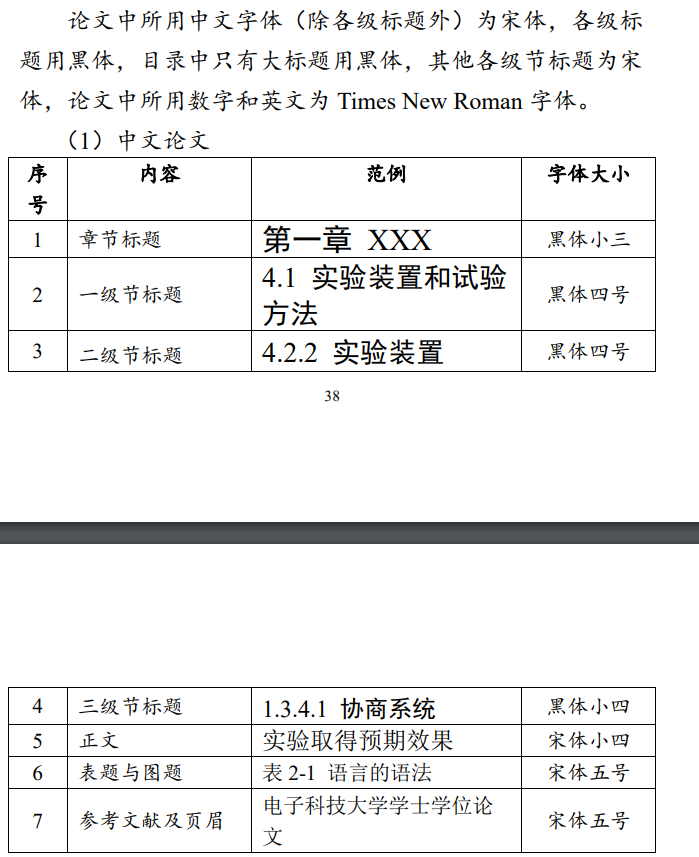 论文中所用中文字体（除各级标题外）为宋体，各级标
题用黑体，目录中只有大标题用黑体，其他各级节标题为宋
体，论文中所用数字和英文为 Times New Roman 字体。
（1）中文论文
序号 内容 范例 字体大小
1 章节标题 第一章 XXX 黑体小三
2 一级节标题 4.1 实验装置和试验方法 黑体四号
3 二级节标题 4.2.2 实验装置 黑体四号
38
4 三级节标题 1.3.4.1 协商系统 黑体小四
5 正文 实验取得预期效果 宋体小四
6 表题与图题 表 2-1 语言的语法 宋体五号
7 参考文献及页眉 电子科技大学学士学位论文 宋体五号